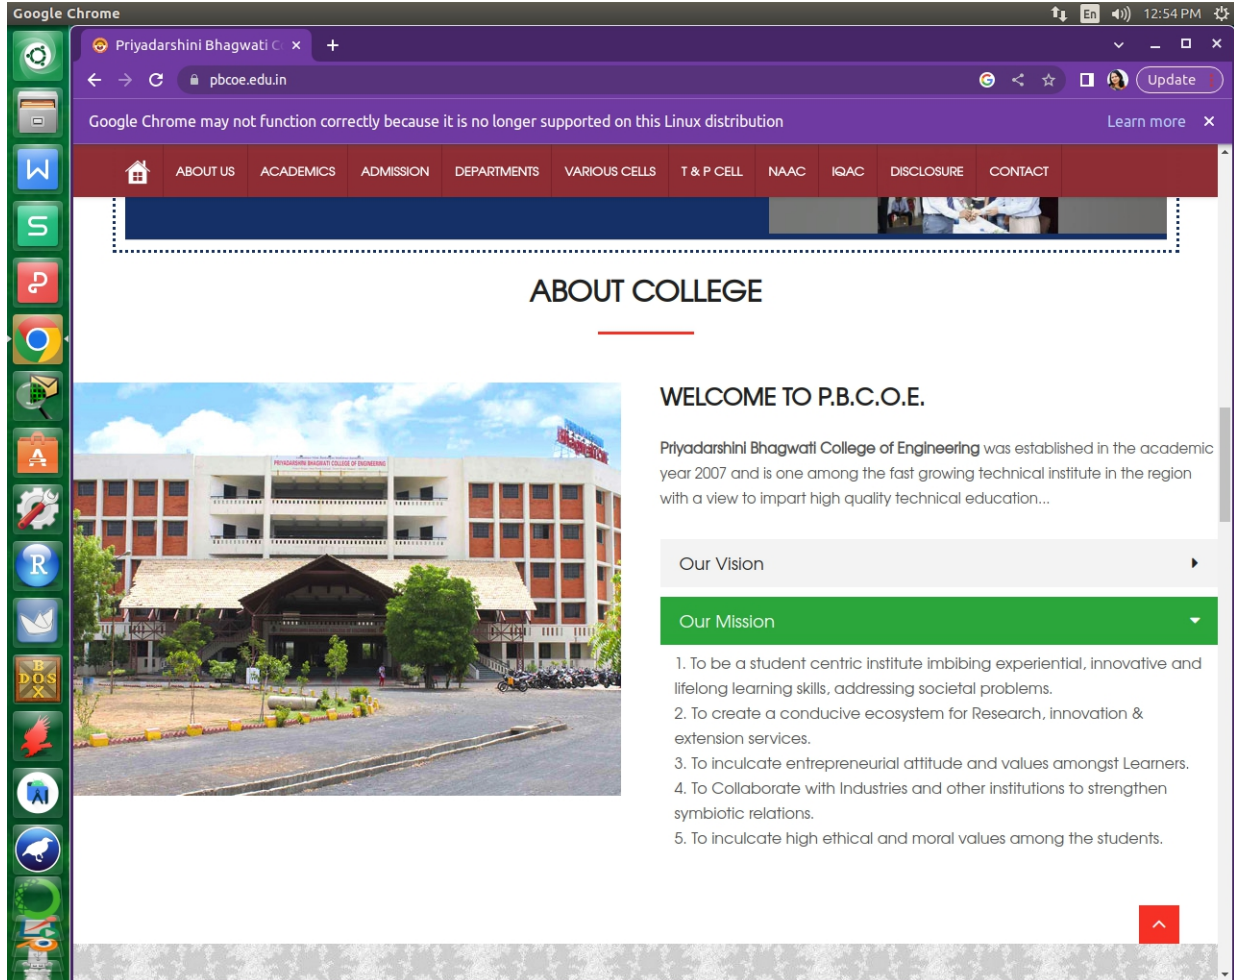 Google Chrome
En
12:54 PM
Priyadarshini Bhagwati C
pbcoe.edu.in
Update
Google Chrome may not function correctly because it is no longer supported on this Linux distribution
Learn more
ABOUT US ACADEMICS ADMISSION DEPARTMENTS VARIOUS CELLS T & P CELL NAAC IQAC DISCLOSURE CONTACT
ABOUT COLLEGE
PRIYADARSHINI BHAGWATI COLLEGE OF ENGINEERING
WELCOME TO P.B.C.O.E.
Priyadarshini Bhagwati College of Engineering was established in the academic
year 2007 and is one among the fast growing technical institute in the region
with a view to impart high quality technical education...
Our Vision
Our Mission
1. To be a student centric institute imbibing experiential, innovative and
lifelong learning skills, addressing societal problems.
2. To create a conducive ecosystem for Research, innovation &
extension services.
3. To inculcate entrepreneurial attitude and values amongst Learners.
4. To Collaborate with Industries and other institutions to strengthen
symbiotic relations.
5. To inculcate high ethical and moral values among the students.